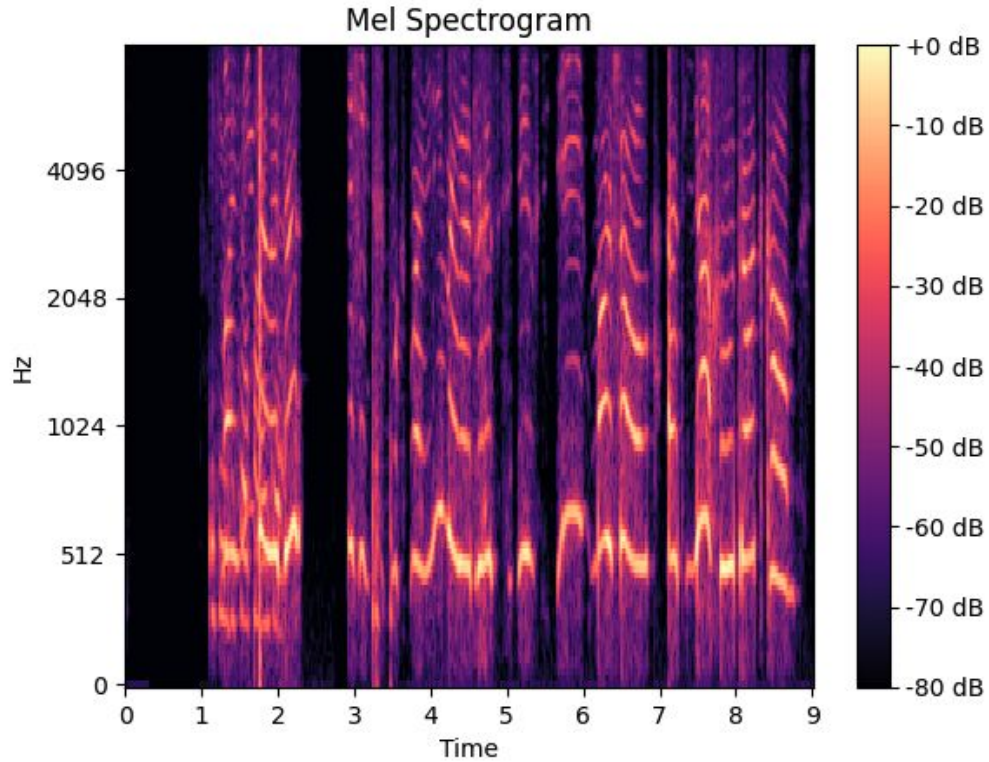 Mel Spectrogram
Hz
4096
2048
1024
512
0
0 1 2 3 4 5 6 7 8 9
Time
+0 dB
-10 dB
-20 dB
-30 dB
-40 dB
-50 dB
-60 dB
-70 dB
-80 dB